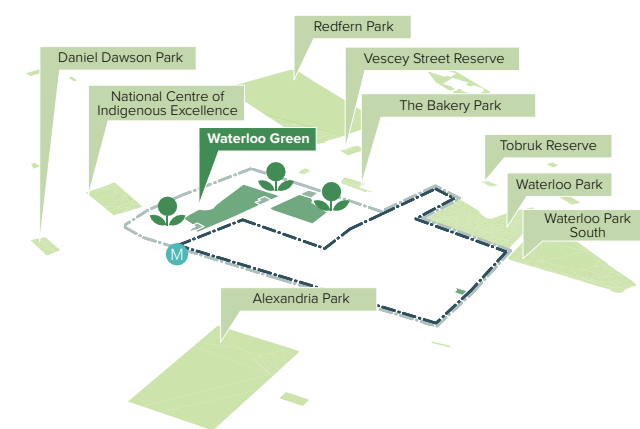 Redfern Park
Daniel Dawson Park
Vescey Street Reserve
National Centre of
Indigenous Excellence
The Bakery Park
Waterloo Green
Tobruk Reserve
Waterloo Park
Waterloo Park
South
M
Alexandria Park